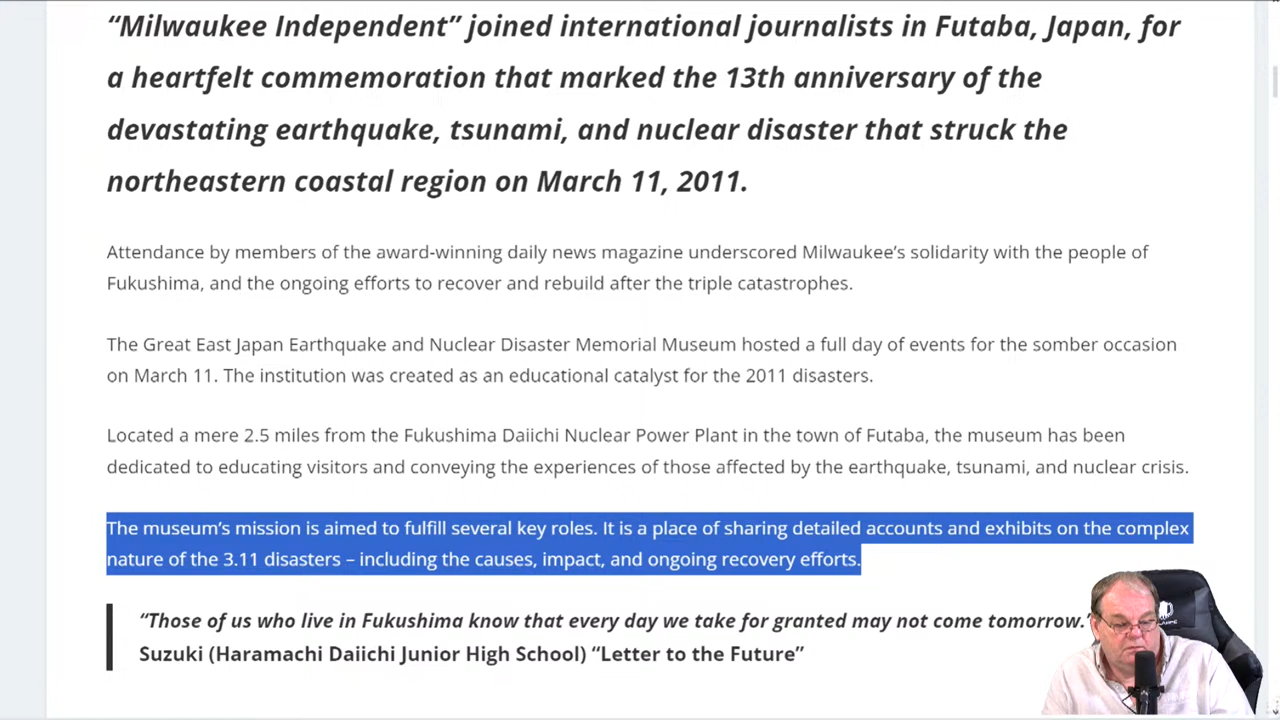 “Milwaukee Independent” joined international journalists in Futaba, Japan, for
a heartfelt commemoration that marked the 13th anniversary of the
devastating earthquake, tsunami, and nuclear disaster that struck the
northeastern coastal region on March 11, 2011.
Attendance by members of the award-winning daily news magazine underscored Milwaukee’s solidarity with the people of
Fukushima, and the ongoing efforts to recover and rebuild after the triple catastrophes.
The Great East Japan Earthquake and Nuclear Disaster Memorial Museum hosted a full day of events for the somber occasion
on March 11. The institution was created as an educational catalyst for the 2011 disasters.
Located a mere 2.5 miles from the Fukushima Daiichi Nuclear Power Plant in the town of Futaba, the museum has been
dedicated to educating visitors and conveying the experiences of those affected by the earthquake, tsunami, and nuclear crisis.
The museum’s mission is aimed to fulfill several key roles. It is a place of sharing detailed accounts and exhibits on the complex
nature of the 3.11 disasters – including the causes, impact, and ongoing recovery efforts.
“Those of us who live in Fukushima know that every day we take for granted may not come tomorrow.”
Suzuki (Haramachi Daiichi Junior High School) “Letter to the Future”